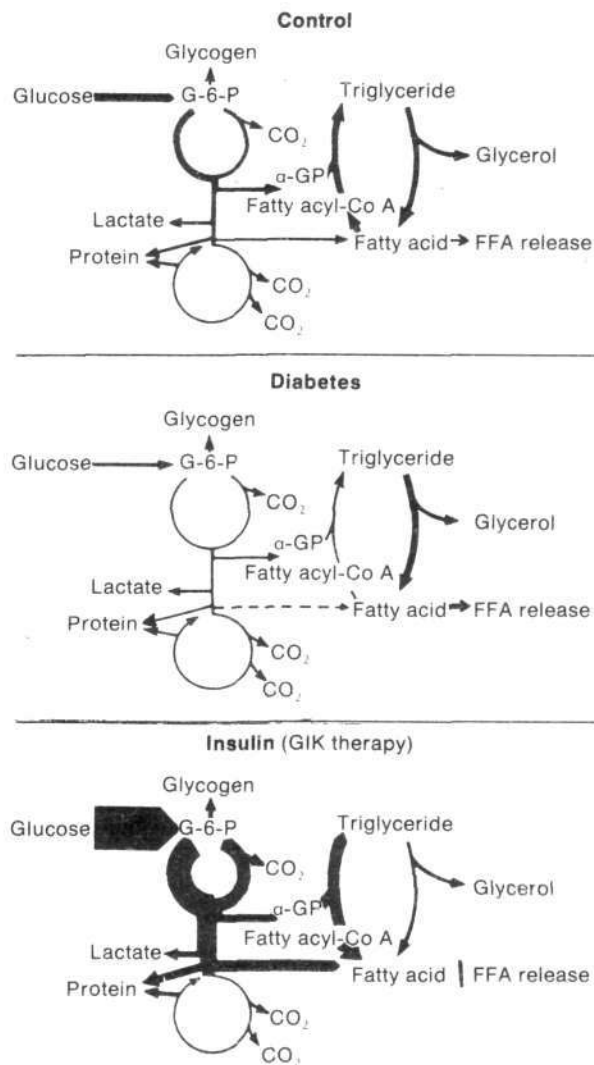 Control
Glycogen
Glucose G-6-P Triglyceride
CO₂
α-GP Glycerol
Fatty acyl-Co A
Lactate
Protein Fatty acid FFA release
CO₂
CO₂
Diabetes
Glycogen
Glucose G-6-P Triglyceride
CO₂
α-GP Glycerol
Fatty acyl-Co A
Lactate
Protein Fatty acid FFA release
CO₂
CO₂
Insulin (GIK therapy)
Glycogen
Glucose G-6-P Triglyceride
CO₂
α-GP Glycerol
Fatty acyl-Co A
Lactate
Protein Fatty acid FFA release
CO₂
CO₂